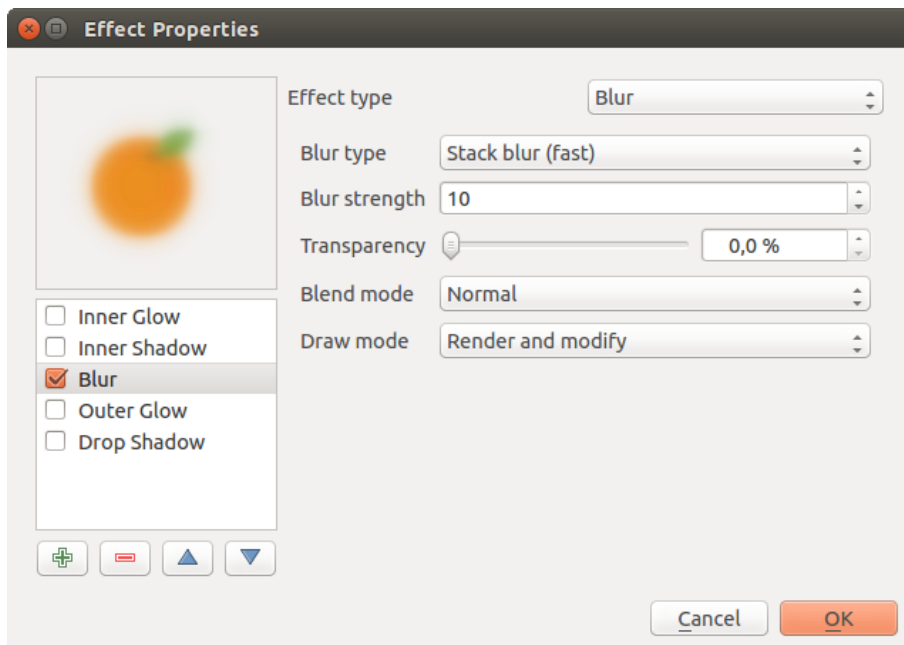 Effect Properties
Effect type Blur
Blur type Stack blur (fast)
Blur strength 10
Transparency 0,0 %
Blend mode Normal
Draw mode Render and modify
Inner Glow
Inner Shadow
Blur
Outer Glow
Drop Shadow
Cancel OK